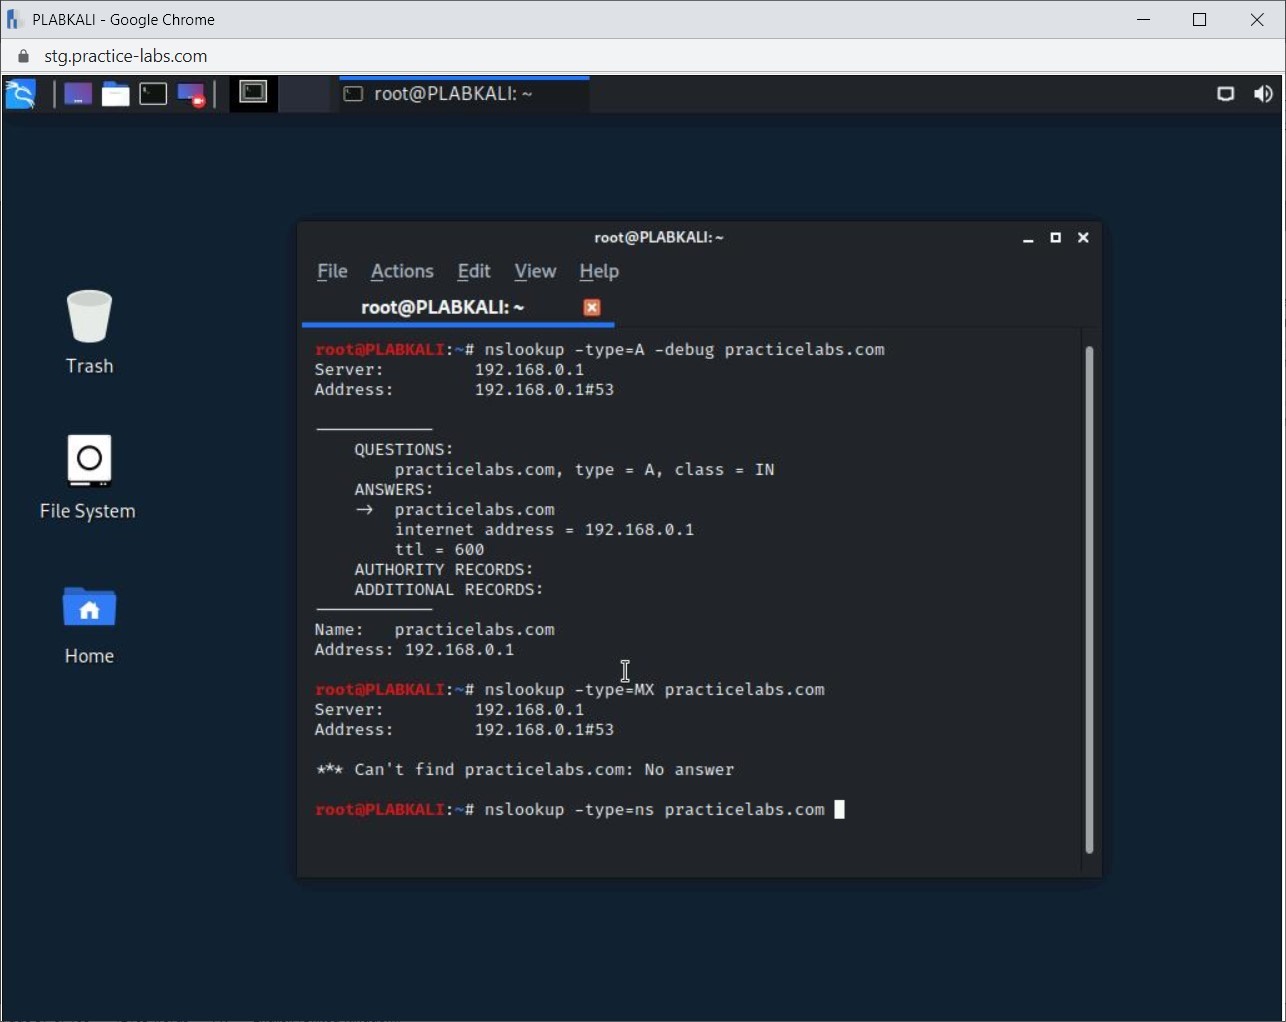 PLABKALI - Google Chrome
stg.practice-labs.com
root@PLABKALI: ~
root@PLABKALI: ~
File Actions Edit View Help
root@PLABKALI: ~
Trash
File System
Home
root@PLABKALI:~# nslookup -type=A -debug practicelabs.com
Server: 192.168.0.1
Address: 192.168.0.1#53
QUESTIONS:
practicelabs.com, type = A, class = IN
ANSWERS:
→ practicelabs.com
internet address = 192.168.0.1
ttl = 600
AUTHORITY RECORDS:
ADDITIONAL RECORDS:
Name: practicelabs.com
Address: 192.168.0.1
root@PLABKALI:~# nslookup -type=MX practicelabs.com
Server: 192.168.0.1
Address: 192.168.0.1#53
*** Can't find practicelabs.com: No answer
root@PLABKALI:~# nslookup -type=ns practicelabs.com